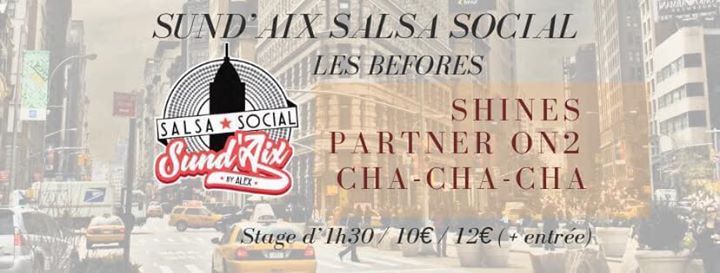 SUND'AIX SALSA SOCIAL
LES BEFORES
SALSA ★ SOCIAL
Sund'Aix
BY ALEX
SHINES
PARTNER ON2
CHA-CHA-CHA
Stage d'1h30 / 10€ / 12€ (+ entrée)